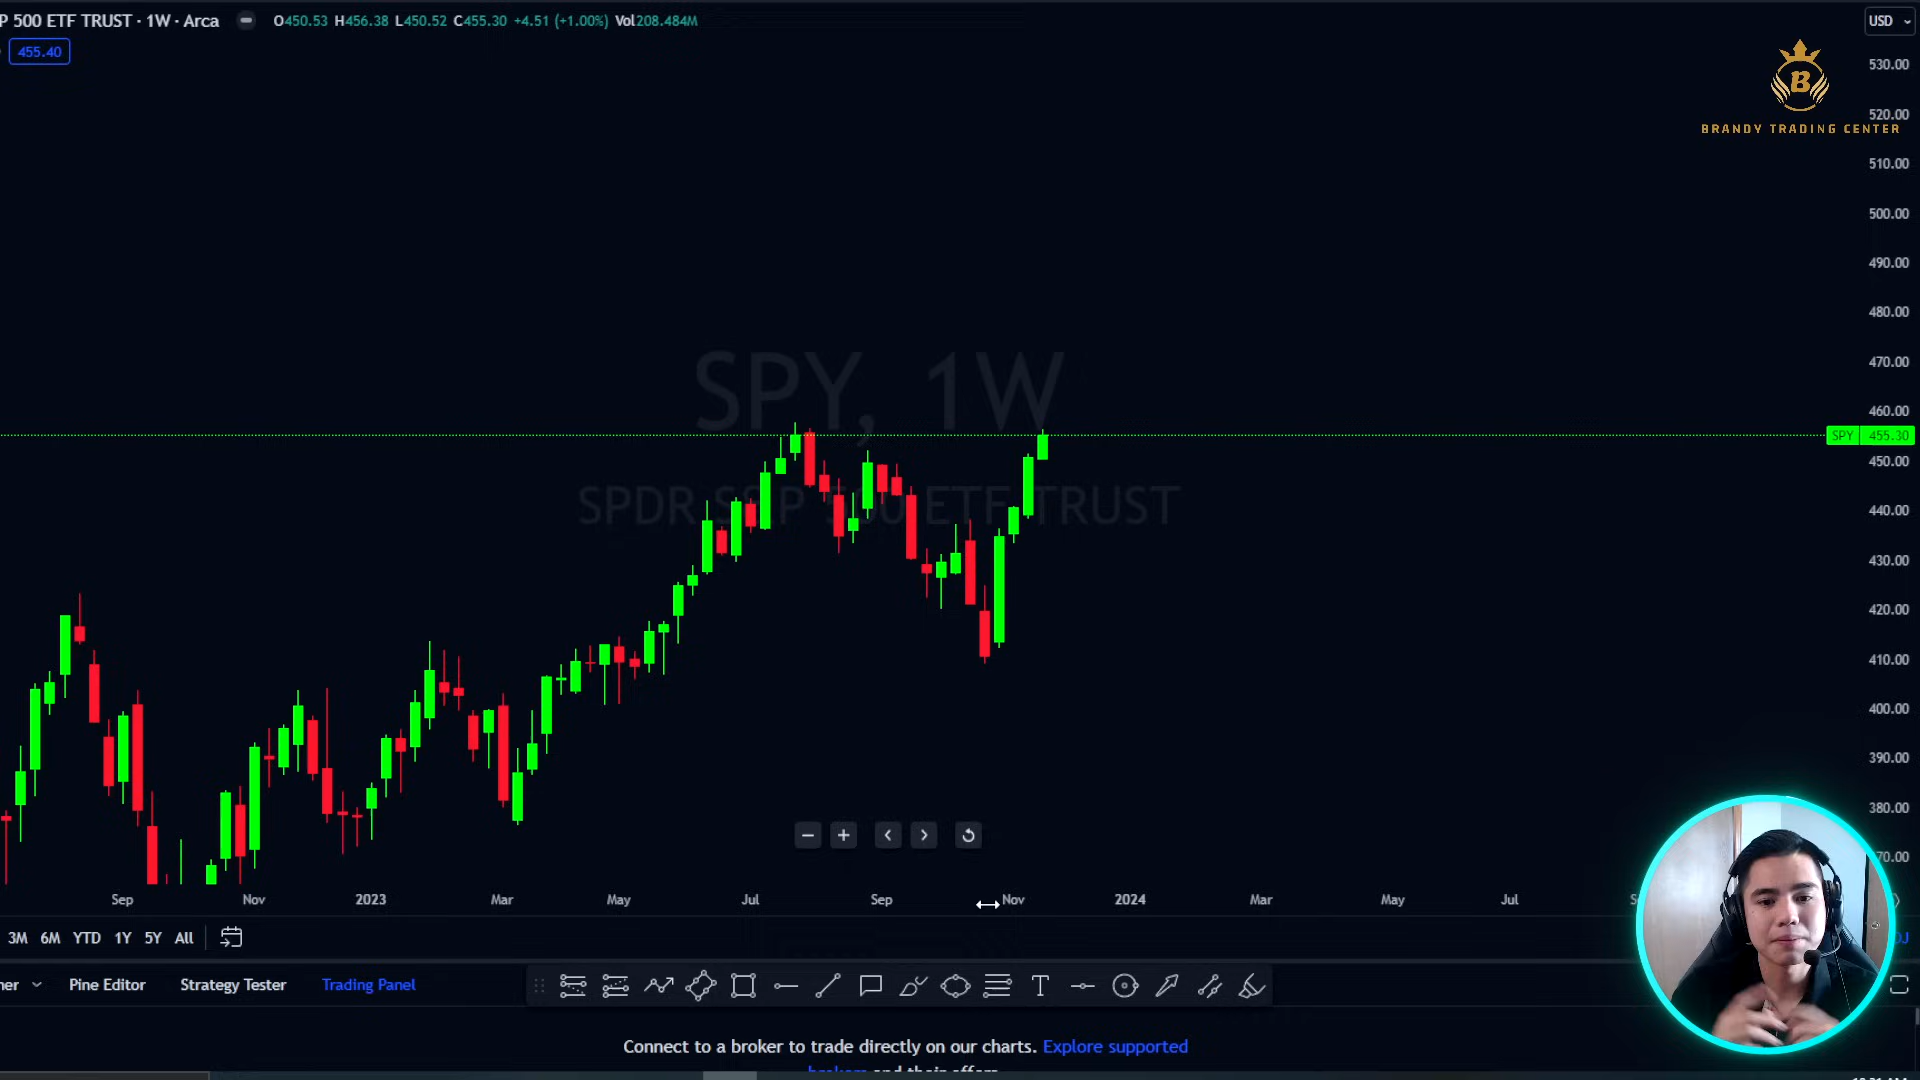 P 500 ETF TRUST · 1W · Arca O450.53 H456.38 L450.52 C455.30 +4.51 (+1.00%) Vol208.484M
USD
455.40
BRANDY TRADING CENTER
B
530.00
520.00
510.00
500.00
490.00
480.00
470.00
460.00
SPY 455.30
450.00
440.00
430.00
420.00
410.00
400.00
390.00
380.00
70.00
SPY, 1W
SPDR S&P 500 ETF TRUST
Sep Nov 2023 Mar May Jul Sep Nov 2024 Mar May Jul S
3M 6M YTD 1Y 5Y All
ner Pine Editor Strategy Tester Trading Panel
T
Connect to a broker to trade directly on our charts. Explore supported